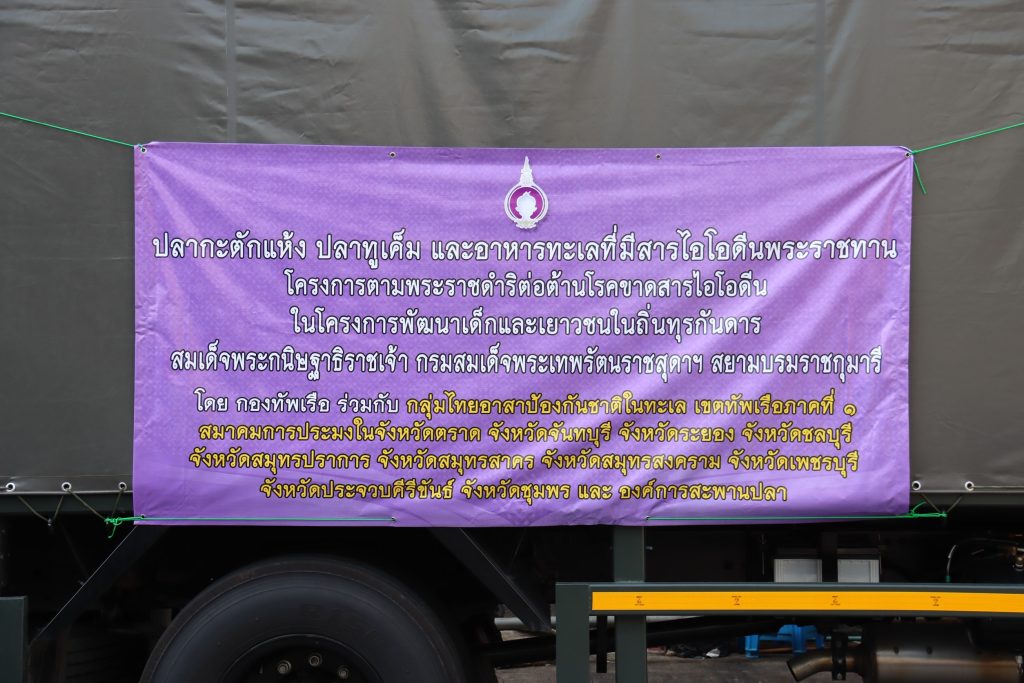 ปลากะตักแห้ง ปลาทูเค็ม และอาหารทะเลที่มีสารไอโอดีนพระราชทาน
โครงการตามพระราชดำริต่อต้านโรคขาดสารไอโอดีน
ในโครงการพัฒนาเด็กและเยาวชนในถิ่นทุรกันดาร
สมเด็จพระกนิษฐาธิราชเจ้า กรมสมเด็จพระเทพรัตนราชสุดาฯ สยามบรมราชกุมารี
โดย กองทัพเรือ ร่วมกับ กลุ่มไทยอาสาป้องกันชาติในทะเล เขตทัพเรือภาคที่ ๑
สมาคมการประมงในจังหวัดตราด จังหวัดจันทบุรี จังหวัดระยอง จังหวัดชลบุรี
จังหวัดสมุทรปราการ จังหวัดสมุทรสาคร จังหวัดสมุทรสงคราม จังหวัดเพชรบุรี
จังหวัดประจวบคีรีขันธ์ จังหวัดชุมพร และ องค์การสะพานปลา